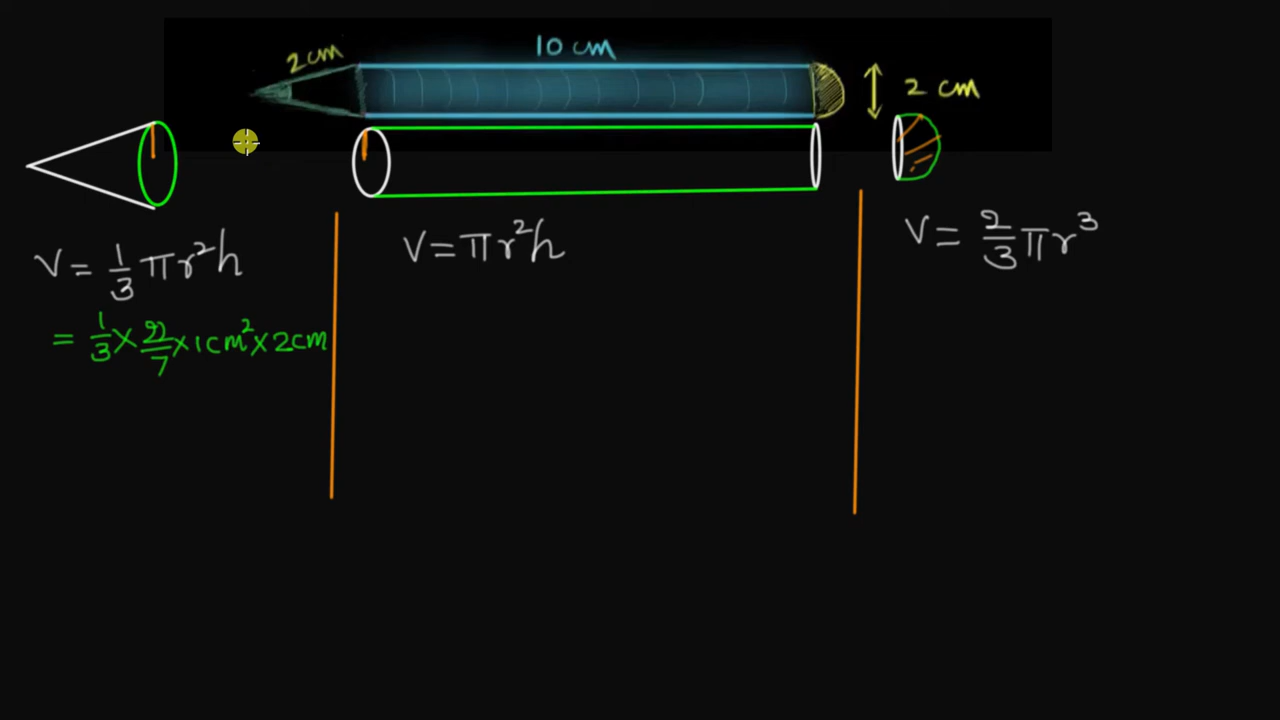 2cm
10 cm
2 cm
V = 1/3 πr²h
= 1/3 × 22/7 × 1cm² × 2cm
V = πr²h
V = 2/3 πr³